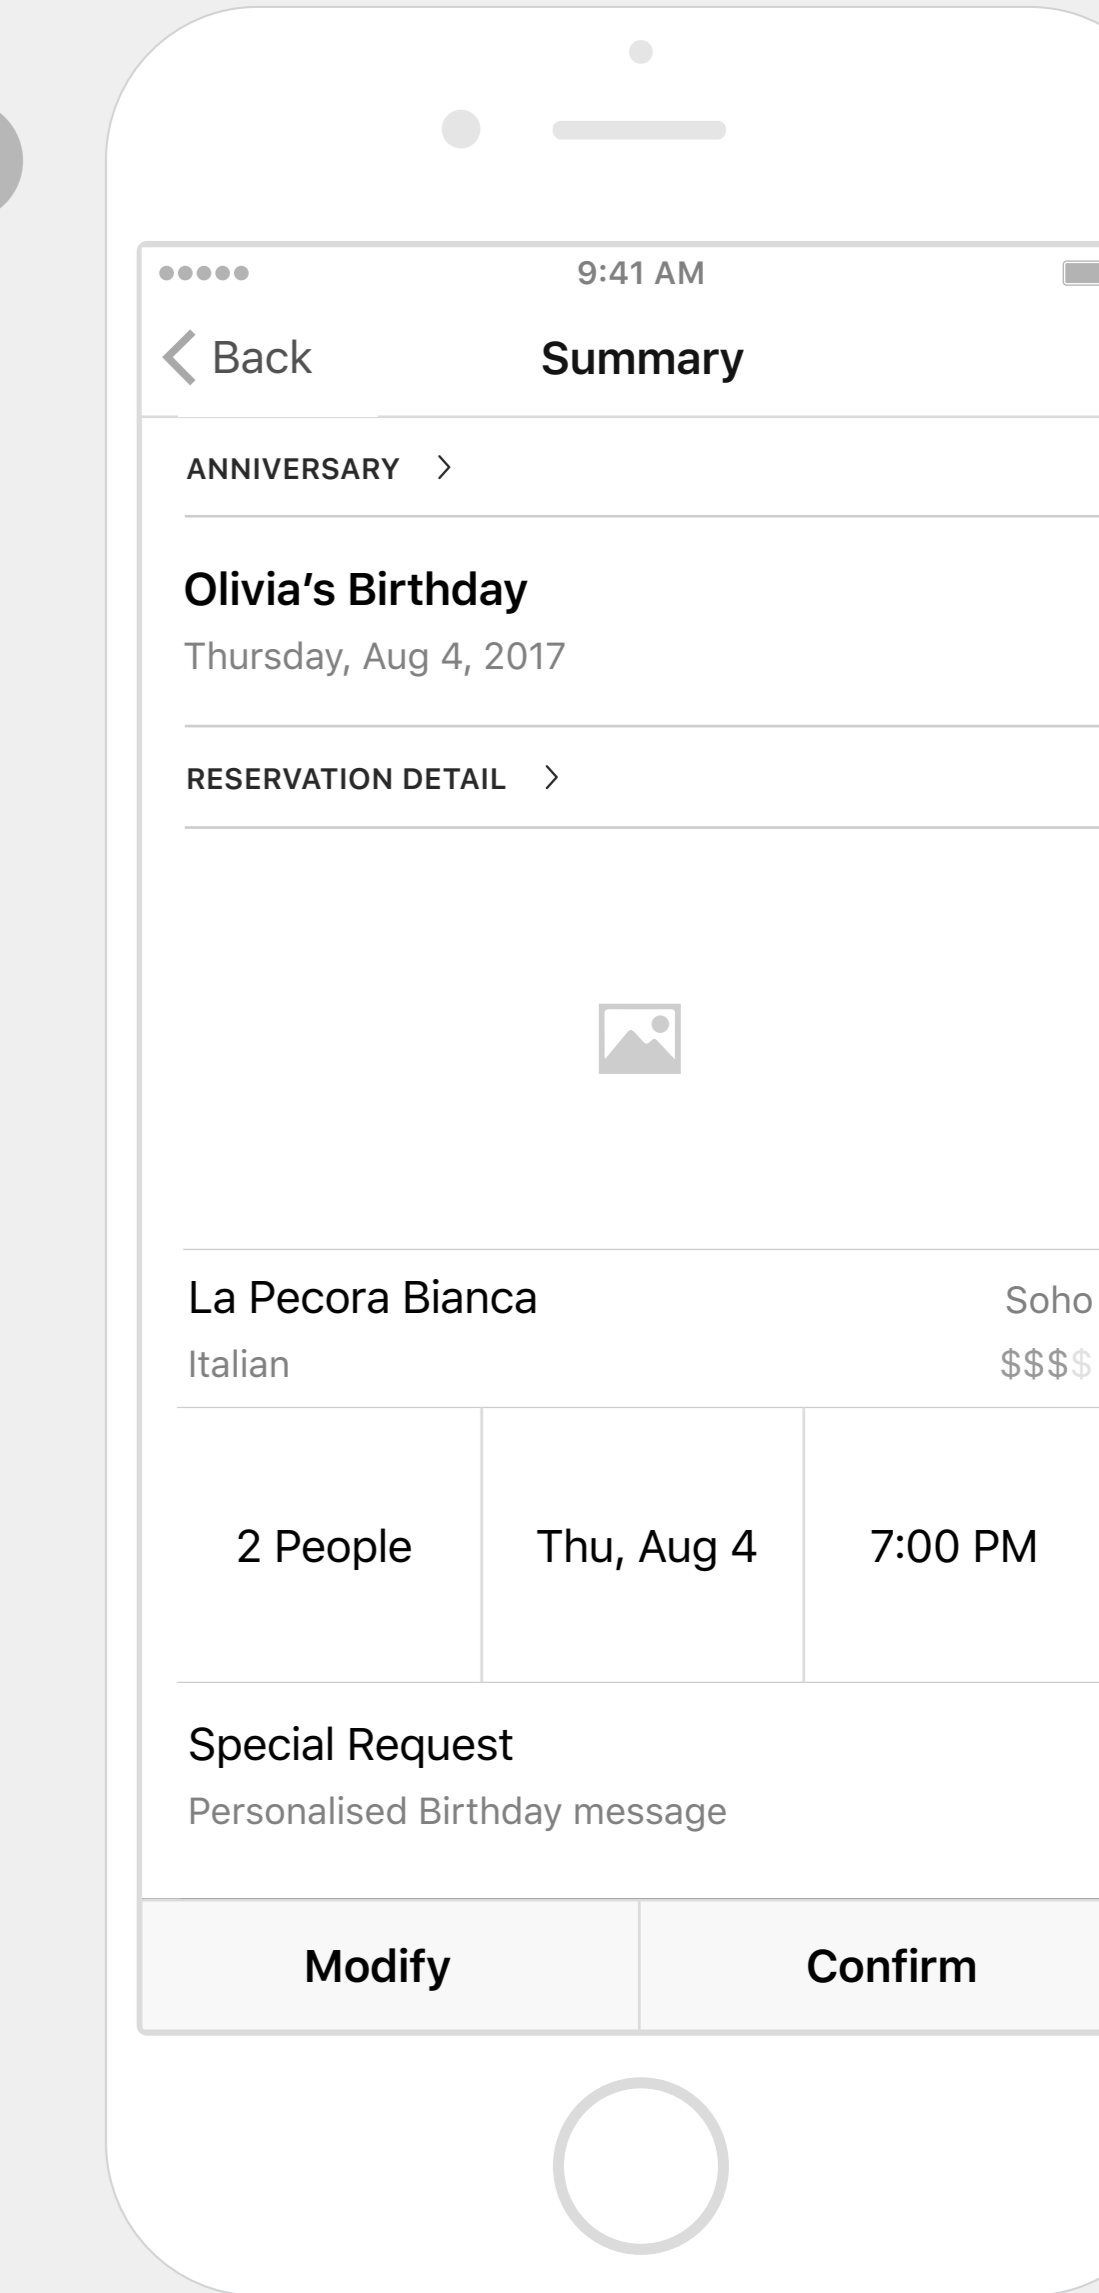 9:41 AM
Back
Summary
ANNIVERSARY
Olivia’s Birthday
Thursday, Aug 4, 2017
RESERVATION DETAIL
La Pecora Bianca
Soho
Italian
$$$$
2 People
Thu, Aug 4
7:00 PM
Special Request
Personalised Birthday message
Modify
Confirm